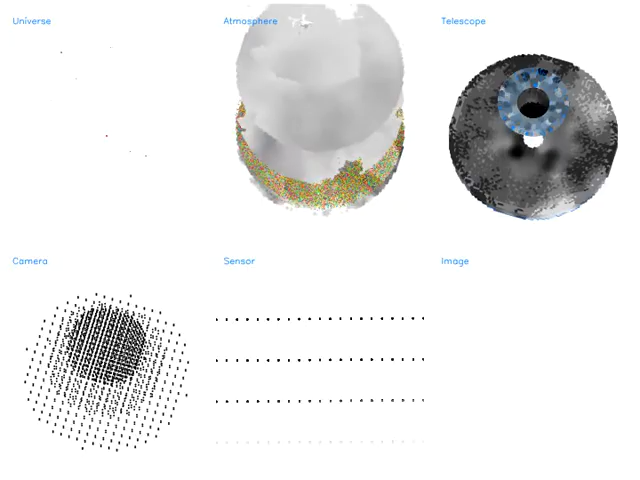 Universe
Atmosphere
Telescope
Camera
Sensor
Image